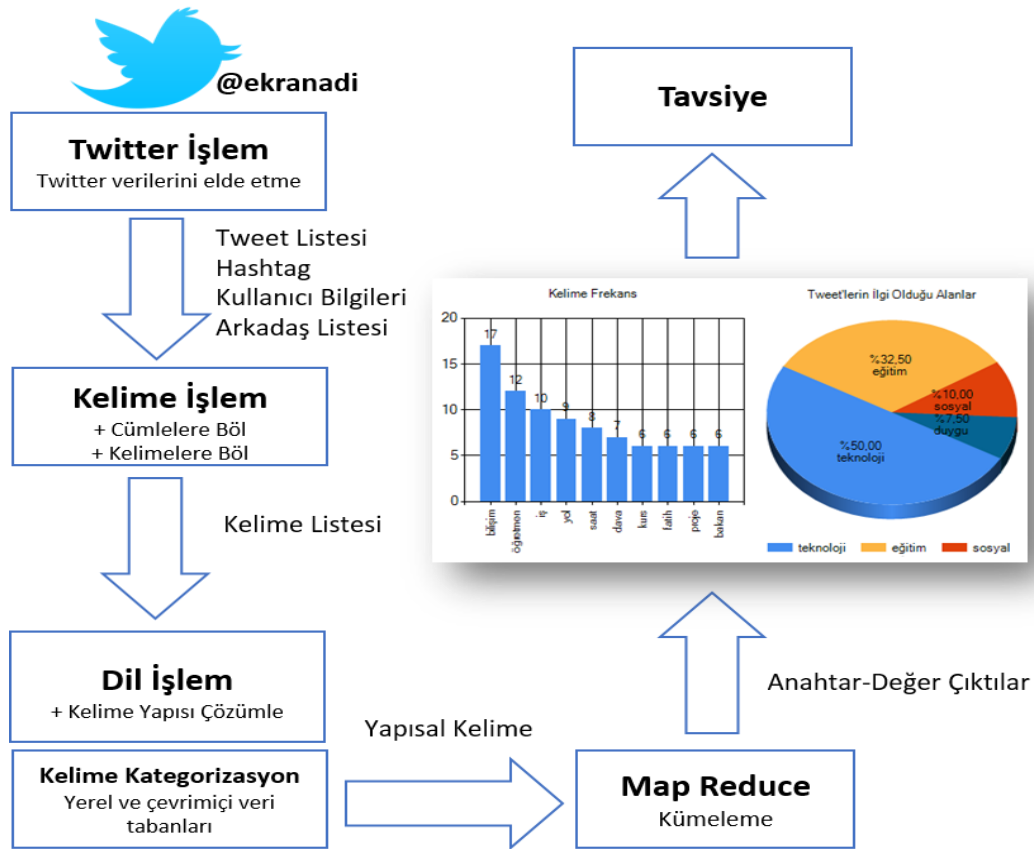 @ekranadi
Twitter İşlem
Twitter verilerini elde etme
Tweet Listesi
Hashtag
Kullanıcı Bilgileri
Arkadaş Listesi
Kelime İşlem
+ Cümlelere Böl
+ Kelimelere Böl
Kelime Listesi
Dil İşlem
+ Kelime Yapısı Çözümle
Kelime Kategorizasyon
Yerel ve çevrimiçi veri
tabanları
Yapısal Kelime
Map Reduce
Kümeleme
Anahtar-Değer Çıktılar
Kelime Frekans
20
15
10
5
0
17
12
10
9
8
7
6
6
6
6
bilişim
öğretmen
iş
yol
saat
dava
kurs
fatih
proje
bakan
Tweet'lerin İlgi Olduğu Alanlar
%32,50
eğitim
%10,00
sosyal
%7,50
duygu
%50,00
teknoloji
teknoloji eğitim sosyal
Tavsiye